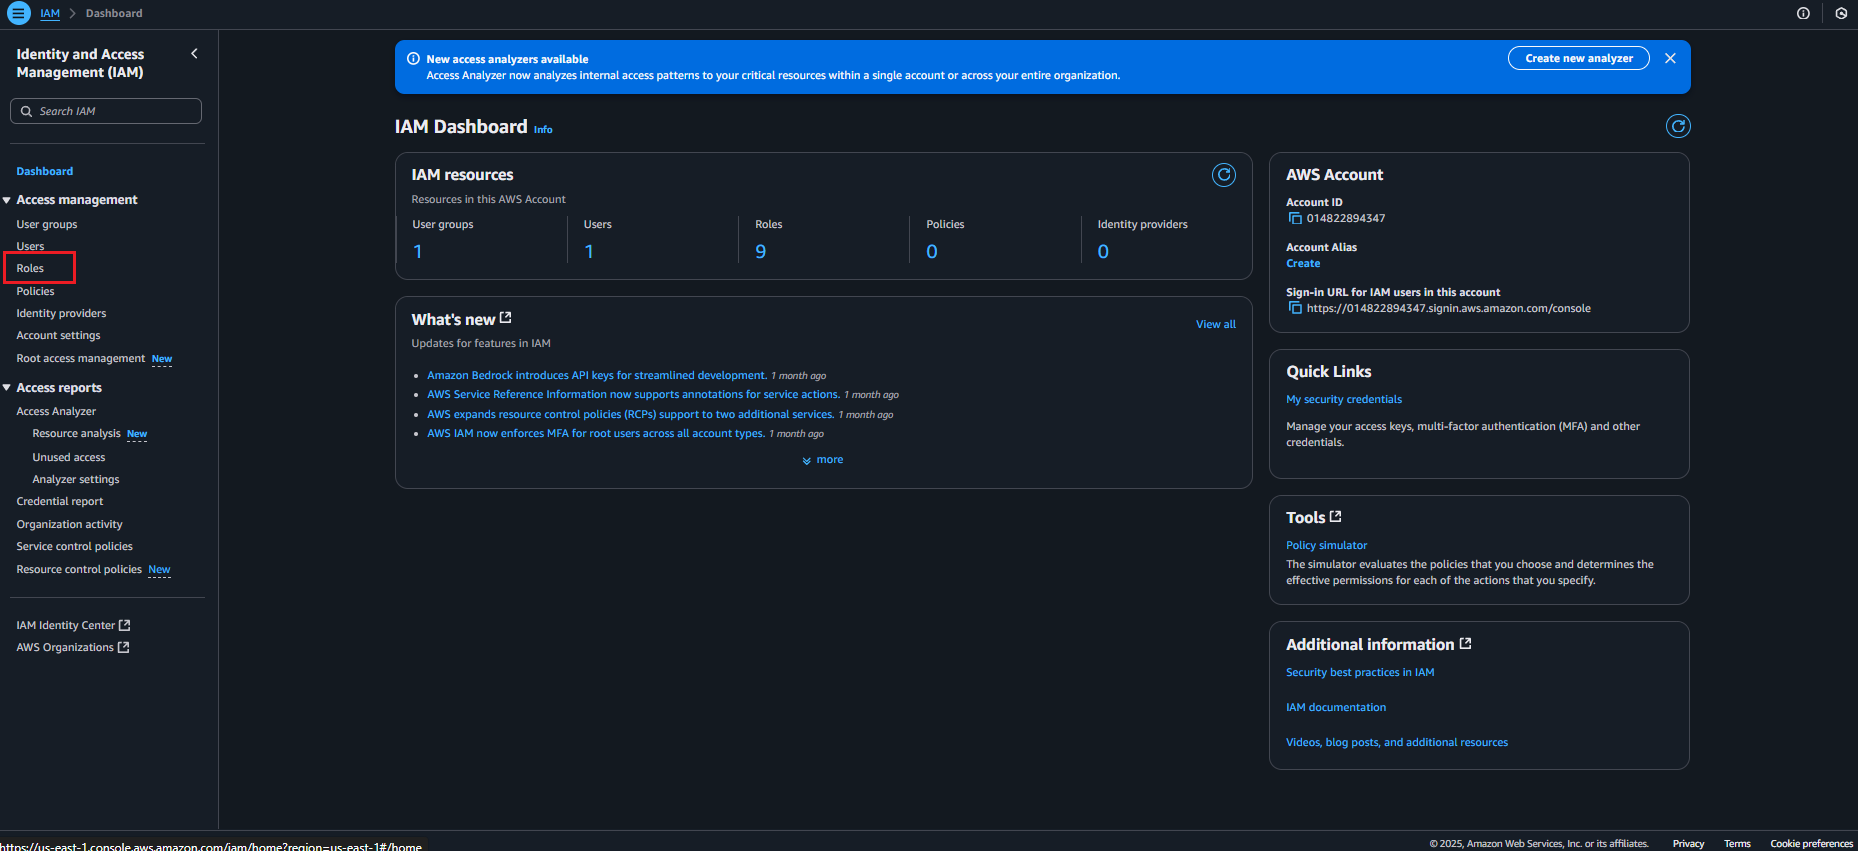 IAM > Dashboard
Identity and Access
Management (IAM)
Search IAM
Dashboard
Access management
User groups
Users
Roles
Policies
Identity providers
Account settings
Root access management New
Access reports
Access Analyzer
Resource analysis New
Unused access
Analyzer settings
Credential report
Organization activity
Service control policies
Resource control policies New
IAM Identity Center
AWS Organizations
New access analyzers available
Access Analyzer now analyzes internal access patterns to your critical resources within a single account or across your entire organization.
Create new analyzer
IAM Dashboard Info
IAM resources
Resources in this AWS Account
User groups
1
Users
1
Roles
9
Policies
0
Identity providers
0
What's new
View all
Updates for features in IAM
Amazon Bedrock introduces API keys for streamlined development. 1 month ago
AWS Service Reference Information now supports annotations for service actions. 1 month ago
AWS expands resource control policies (RCPs) support to two additional services. 1 month ago
AWS IAM now enforces MFA for root users across all account types. 1 month ago
more
AWS Account
Account ID
014822894347
Account Alias
Create
Sign-in URL for IAM users in this account
https://014822894347.signin.aws.amazon.com/console
Quick Links
My security credentials
Manage your access keys, multi-factor authentication (MFA) and other
credentials.
Tools
Policy simulator
The simulator evaluates the policies that you choose and determines the
effective permissions for each of the actions that you specify.
Additional information
Security best practices in IAM
IAM documentation
Videos, blog posts, and additional resources
https://us-east-1.console.aws.amazon.com/iam/home?region=us-east-1#/home
© 2025, Amazon Web Services, Inc. or its affiliates. Privacy Terms Cookie preferences